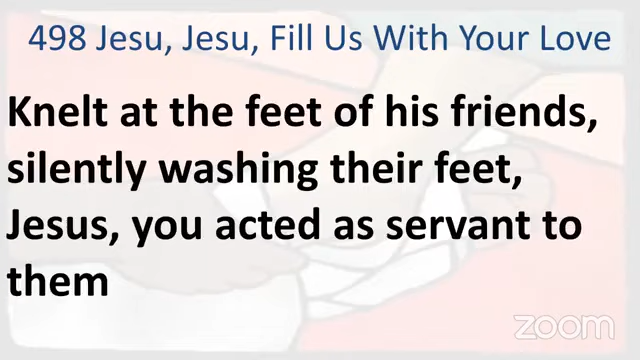 498 Jesu, Jesu, Fill Us With Your Love
Knelt at the feet of his friends,
silently washing their feet,
Jesus, you acted as servant to
them
zoom